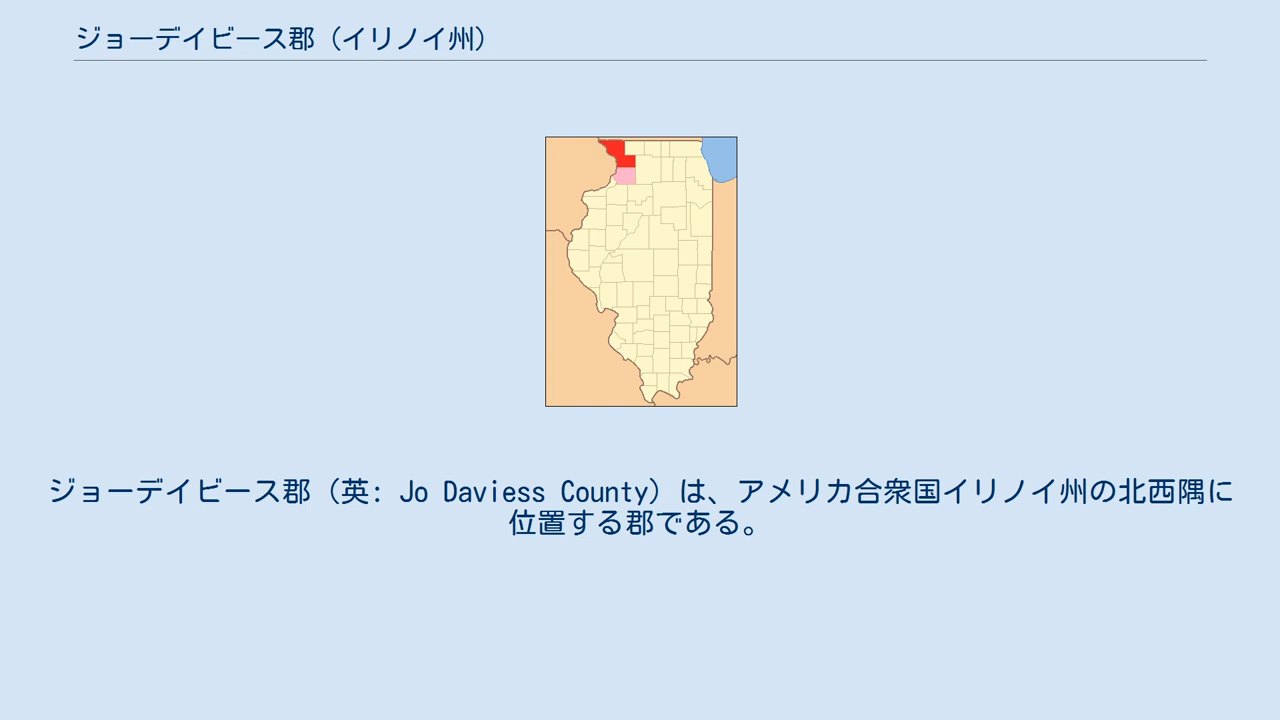 ジョーデイビース郡（イリノイ州）
ジョーデイビース郡（英: Jo Daviess County）は、アメリカ合衆国イリノイ州の北西隅に
位置する郡である。